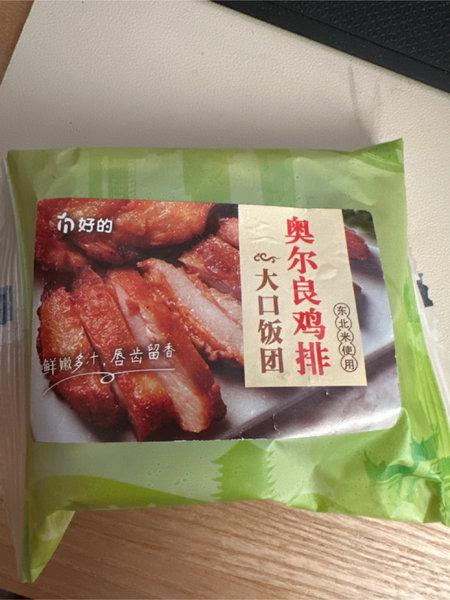 好的
奥尔良鸡排
大口饭团
东北米使用
鲜嫩多汁、唇齿留香